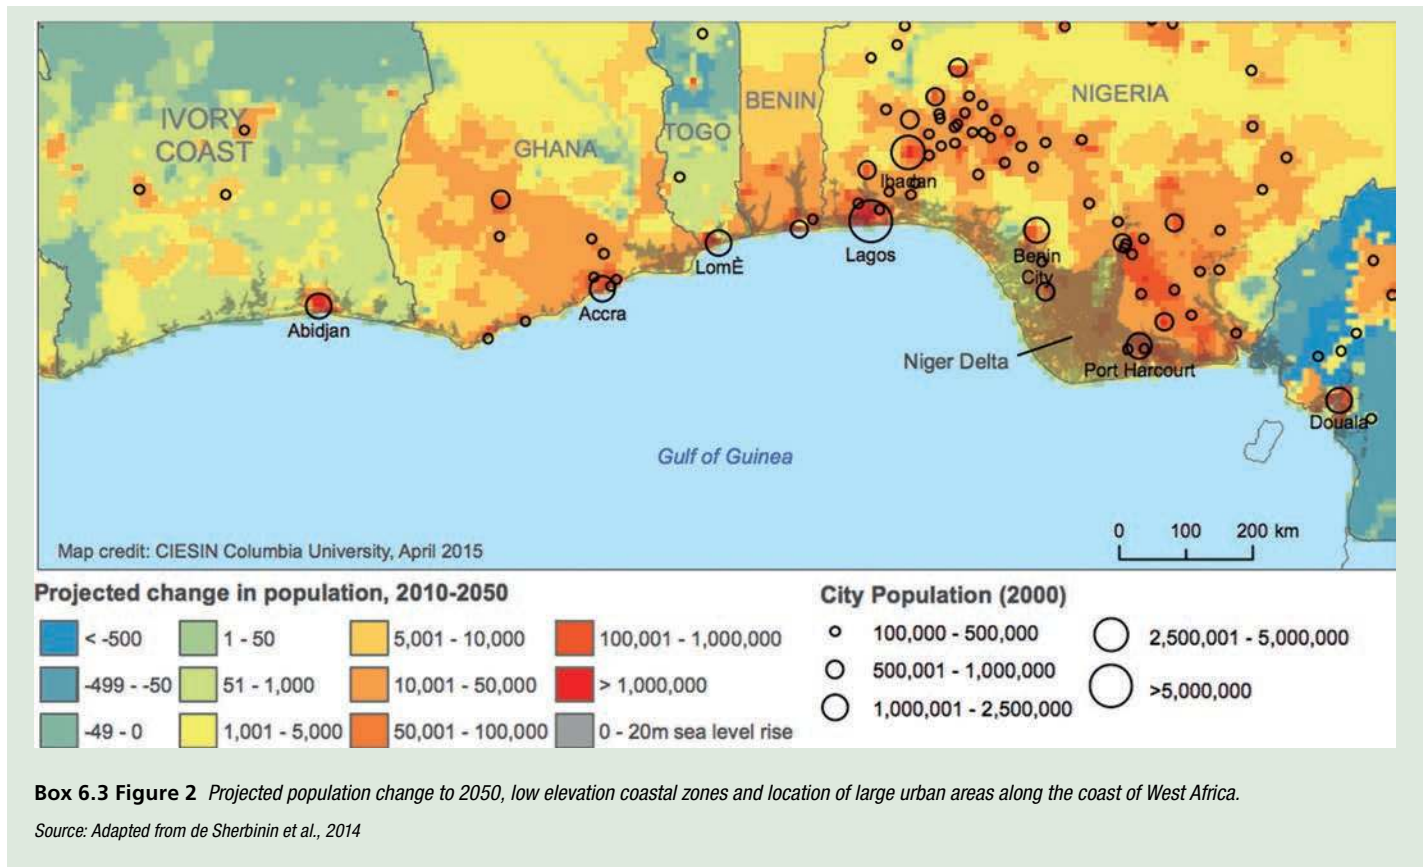 IVORY
COAST
GHANA
TOGO
BENIN
NIGERIA
Ibadan
Lagos
LomÈ
Accra
Abidjan
Benin
City
Niger Delta
Port Harcourt
Douala
Gulf of Guinea
0 100 200 km
Map credit: CIESIN Columbia University, April 2015
Projected change in population, 2010-2050
< -500
-499 - -50
-49 - 0
1 - 50
51 - 1,000
1,001 - 5,000
5,001 - 10,000
10,001 - 50,000
50,001 - 100,000
100,001 - 1,000,000
> 1,000,000
0 - 20m sea level rise
City Population (2000)
100,000 - 500,000
500,001 - 1,000,000
1,000,001 - 2,500,000
2,500,001 - 5,000,000
>5,000,000
Box 6.3 Figure 2 Projected population change to 2050, low elevation coastal zones and location of large urban areas along the coast of West Africa.
Source: Adapted from de Sherbinin et al., 2014